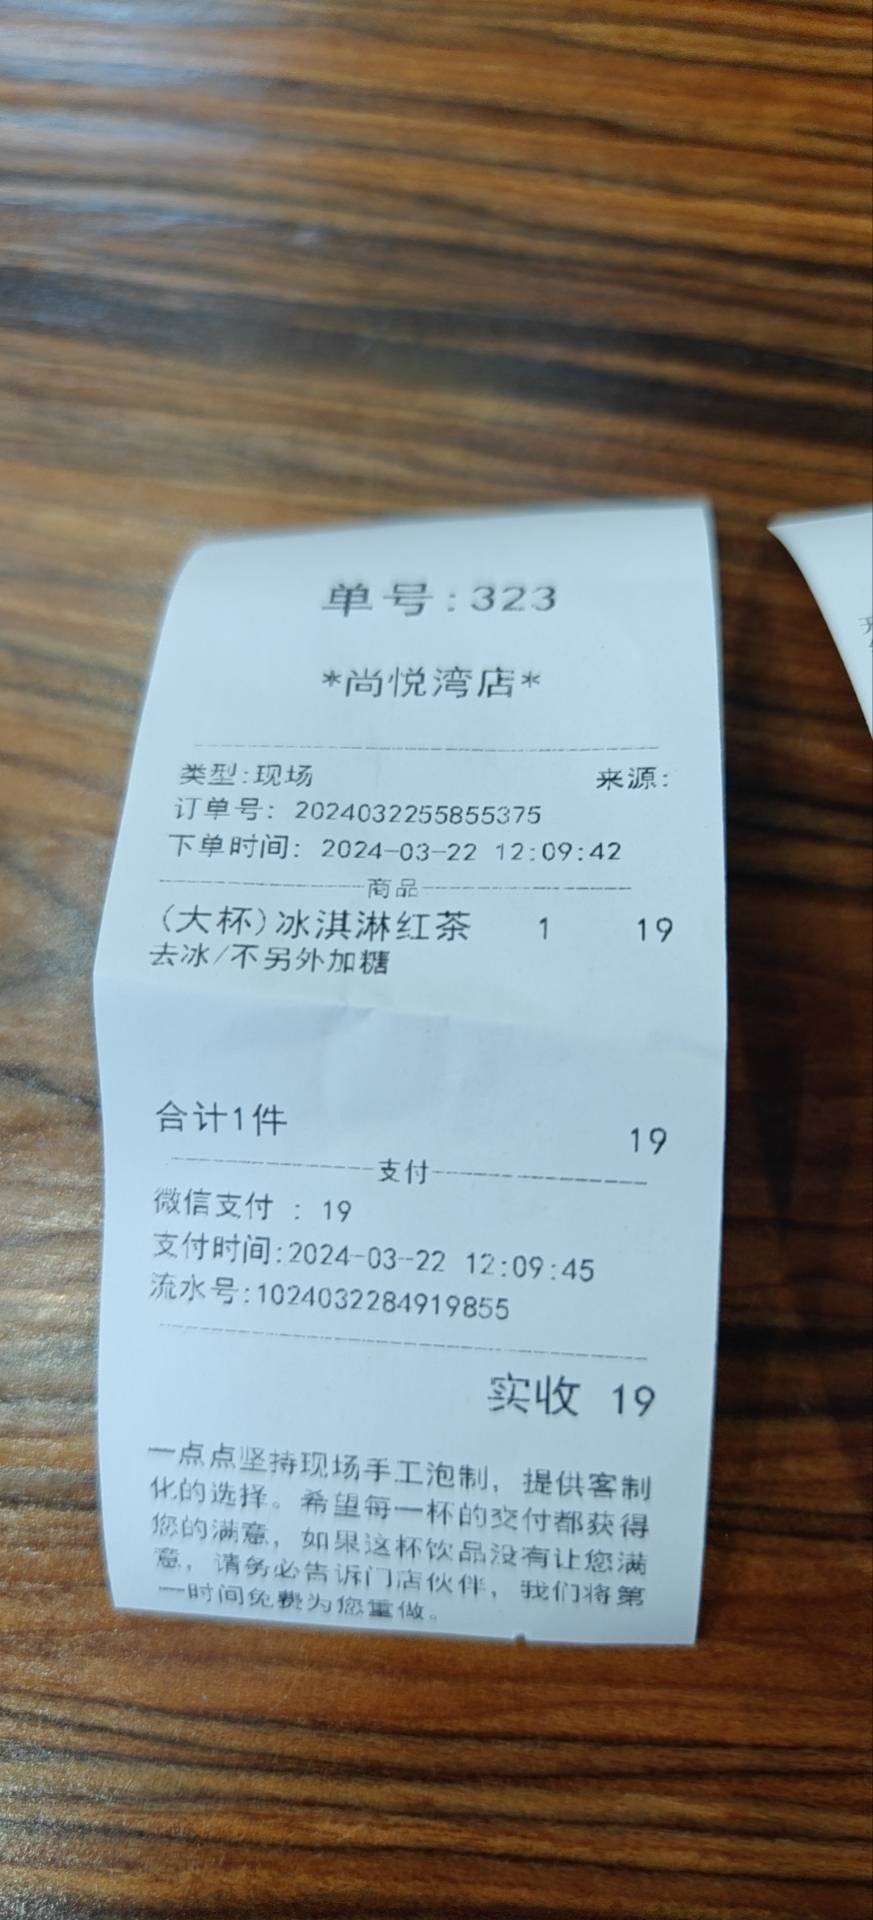 单号:323
*尚悦湾店*
类型:现场 来源:
订单号: 2024032255855375
下单时间: 2024-03-22 12:09:42
商品
(大杯)冰淇淋红茶 1 19
去冰/不另外加糖
合计1件 19
支付
微信支付 : 19
支付时间:2024-03-22 12:09:45
流水号:1024032284919855
实收 19
一点点坚持现场手工泡制，提供客制
化的选择。希望每一杯的交付都获得
您的满意，如果这杯饮品没有让您满
意，请务必告诉门店伙伴，我们将第
一时间免费为您重做。